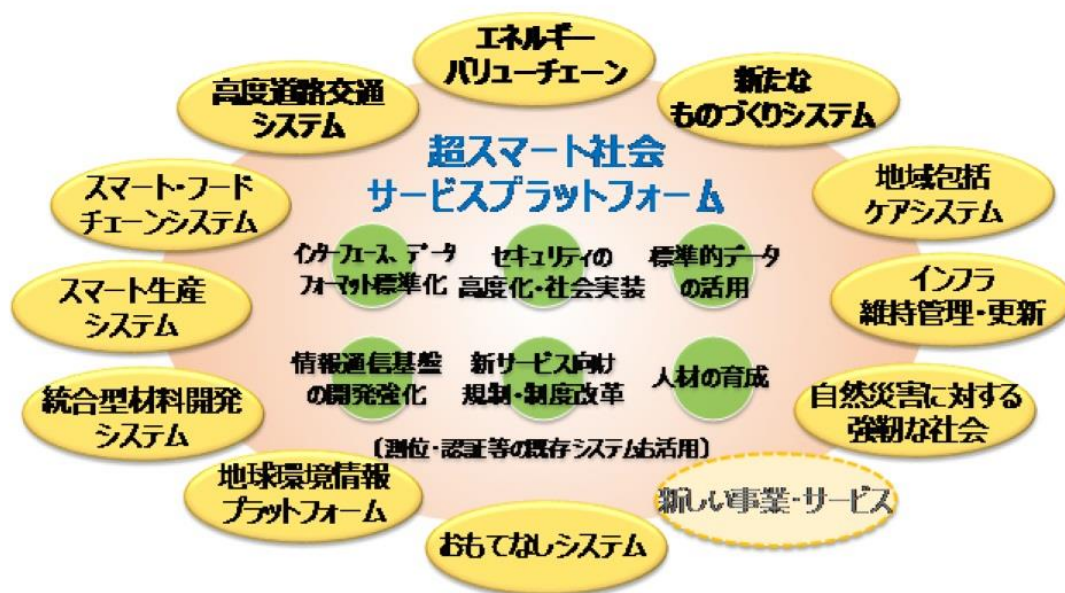 エネルギー
バリューチェーン
高度道路交通
システム
新たな
ものづくりシステム
超スマート社会
サービスプラットフォーム
スマート・フード
チェーンシステム
地域包括
ケアシステム
インターフェース、データ
フォーマット標準化
セキュリティの
高度化・社会実装
標準的データ
の活用
スマート生産
システム
インフラ
維持管理・更新
情報通信基盤
の開発強化
新サービス向け
規制・制度改革
人材の育成
統合型材料開発
システム
自然災害に対する
強靭な社会
（測位・認証等の既存システムも活用）
地球環境情報
プラットフォーム
新しい事業・サービス
おもてなしシステム